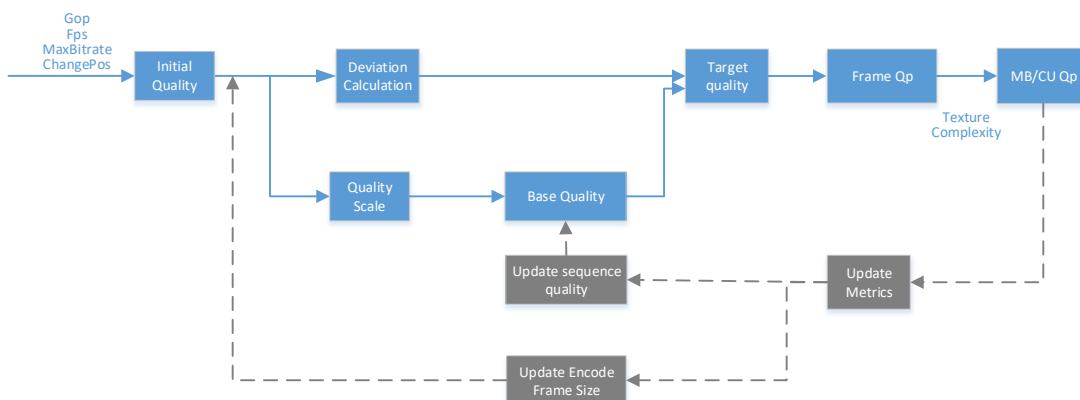 Gop
Fps
MaxBitrate
ChangePos
Initial
Quality
Deviation
Calculation
Target
quality
Frame Qp
MB/CU Qp
Texture
Complexity
Quality
Scale
Base Quality
Update sequence
quality
Update
Metrics
Update Encode
Frame Size